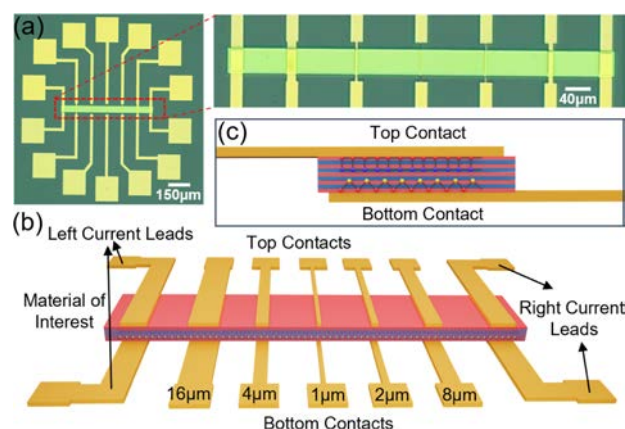 (a)
150μm
40μm
(c)
Top Contact
Bottom Contact
(b)
Left Current Leads
Top Contacts
Material of
Interest
Right Current
Leads
16μm
4μm
1μm
2μm
8μm
Bottom Contacts